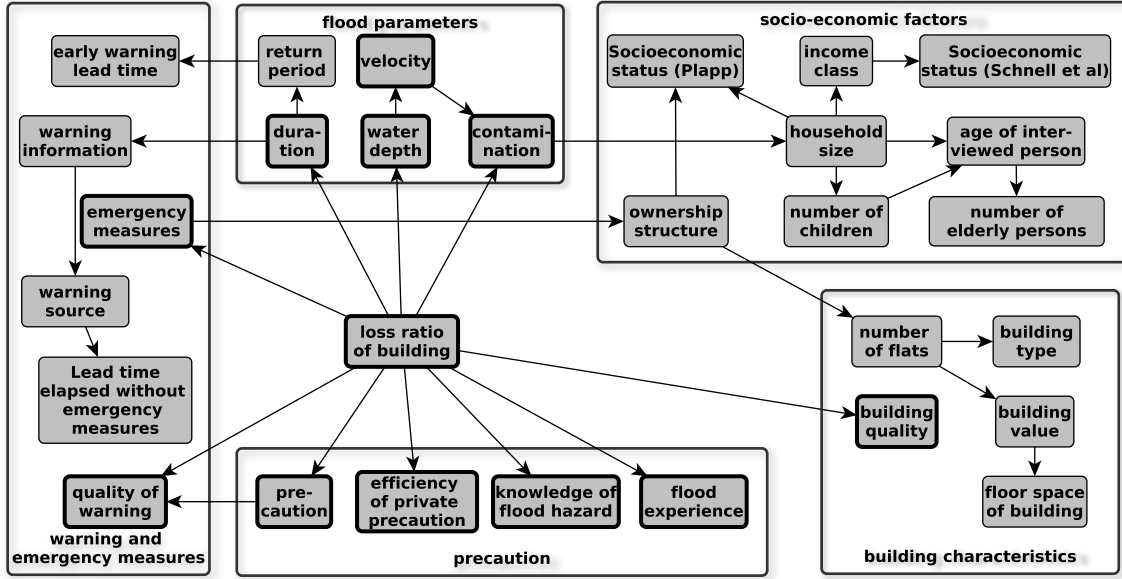 flood parameters
socio-economic factors
early warning
lead time
return
period
velocity
Socioeconomic
status (Plapp)
income
class
Socioeconomic
status (Schnell et al)
warning
information
dura-
tion
water
depth
contami-
nation
household
size
age of inter-
viewed person
emergency
measures
ownership
structure
number of
children
number of
elderly persons
warning
source
loss ratio
of building
number
of flats
building
type
Lead time
elapsed without
emergency
measures
building
quality
building
value
quality of
warning
pre-
caution
efficiency
of private
precaution
knowledge of
flood hazard
flood
experience
floor space
of building
warning and
emergency measures
precaution
building characteristics